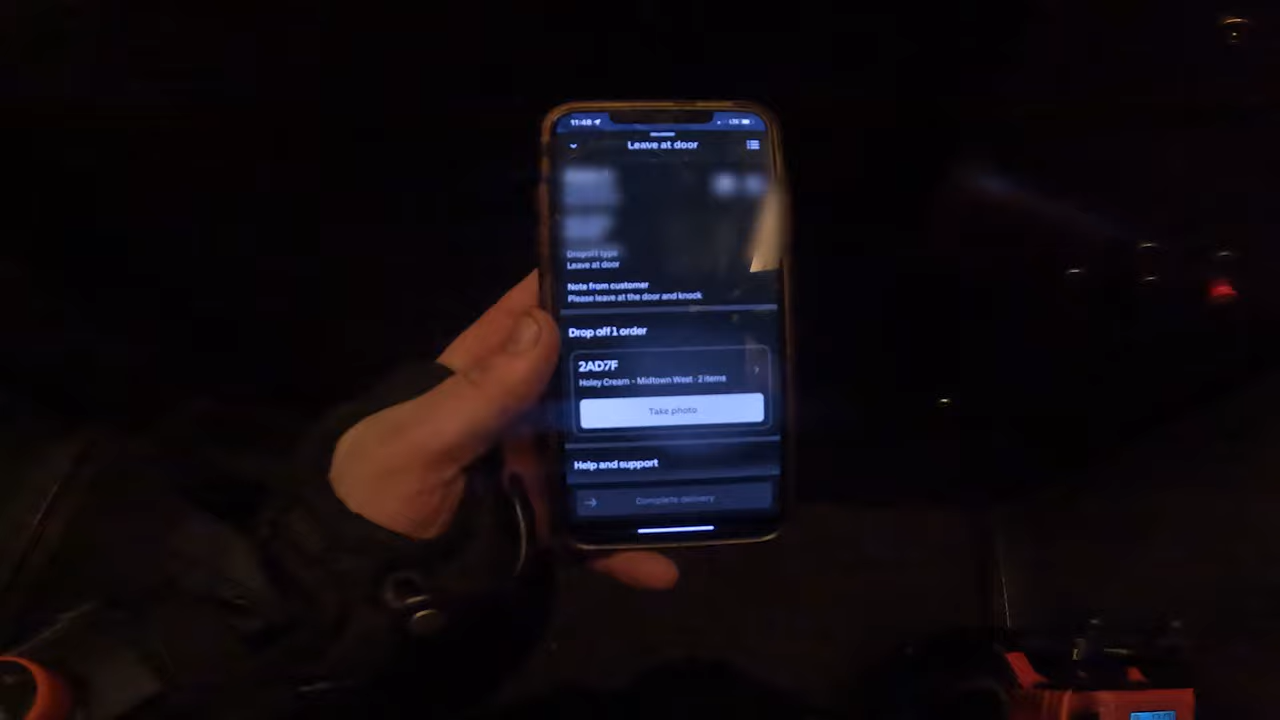 11:48
LTE
Leave at door
Dropoff type
Leave at door
Note from customer
Please leave at the door and knock
Drop off 1 order
2AD7F
Holey Cream - Midtown West · 2 items
Take photo
Help and support
Complete delivery